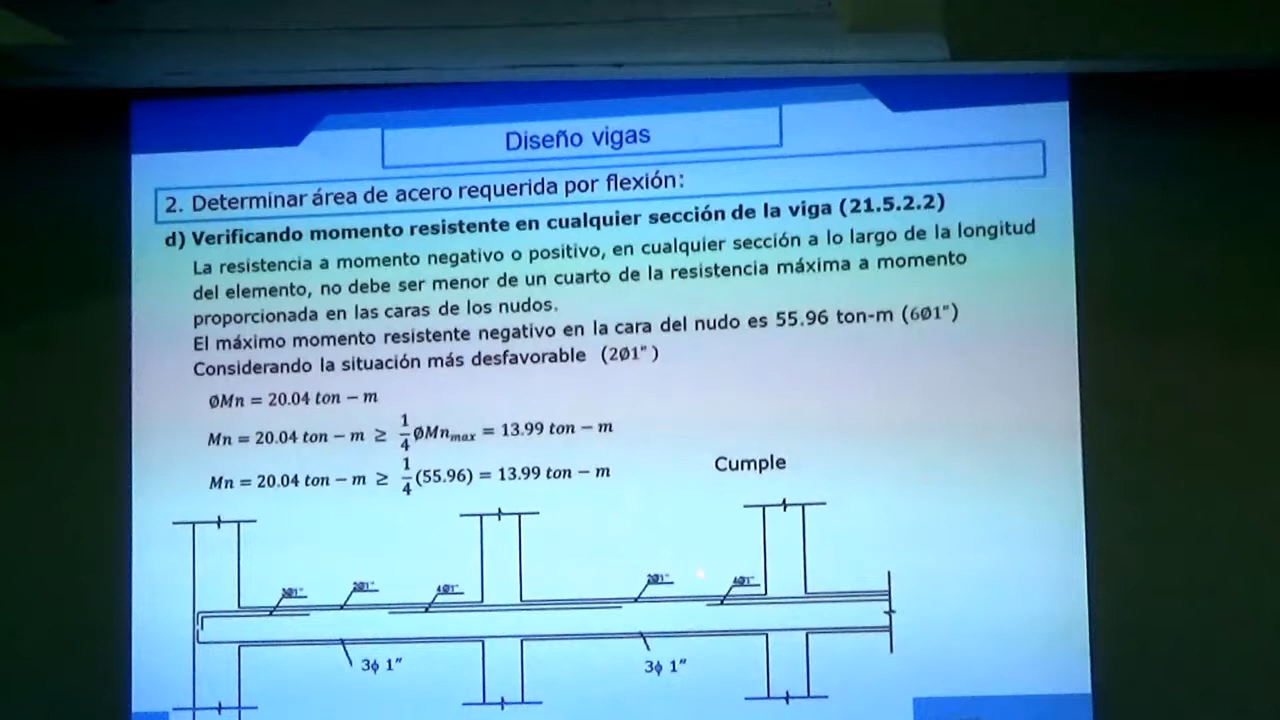 Diseño vigas
2. Determinar área de acero requerida por flexión:
d) Verificando momento resistente en cualquier sección de la viga (21.5.2.2)
La resistencia a momento negativo o positivo, en cualquier sección a lo largo de la longitud
del elemento, no debe ser menor de un cuarto de la resistencia máxima a momento
proporcionada en las caras de los nudos.
El máximo momento resistente negativo en la cara del nudo es 55.96 ton-m (6Ø1")
Considerando la situación más desfavorable (2Ø1")
ØMn = 20.04 ton − m
Mn = 20.04 ton − m ≥ 1/4 ØMnmax = 13.99 ton − m
Mn = 20.04 ton − m ≥ 1/4 (55.96) = 13.99 ton − m
Cumple
2Ø1" 4Ø1" 2Ø1" 4Ø1"
3ϕ 1" 3ϕ 1"